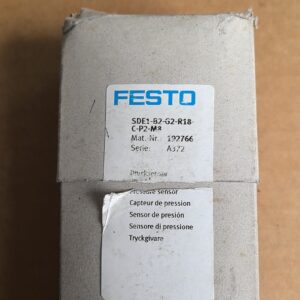 FESTO
SDE1-B2-G2-R18-
C-P2-M8
Mat. Nr.: 192766
Serie: A372
Pressure sensor
Capteur de pression
Sensor de presión
Sensore di pressione
Tryckgivare